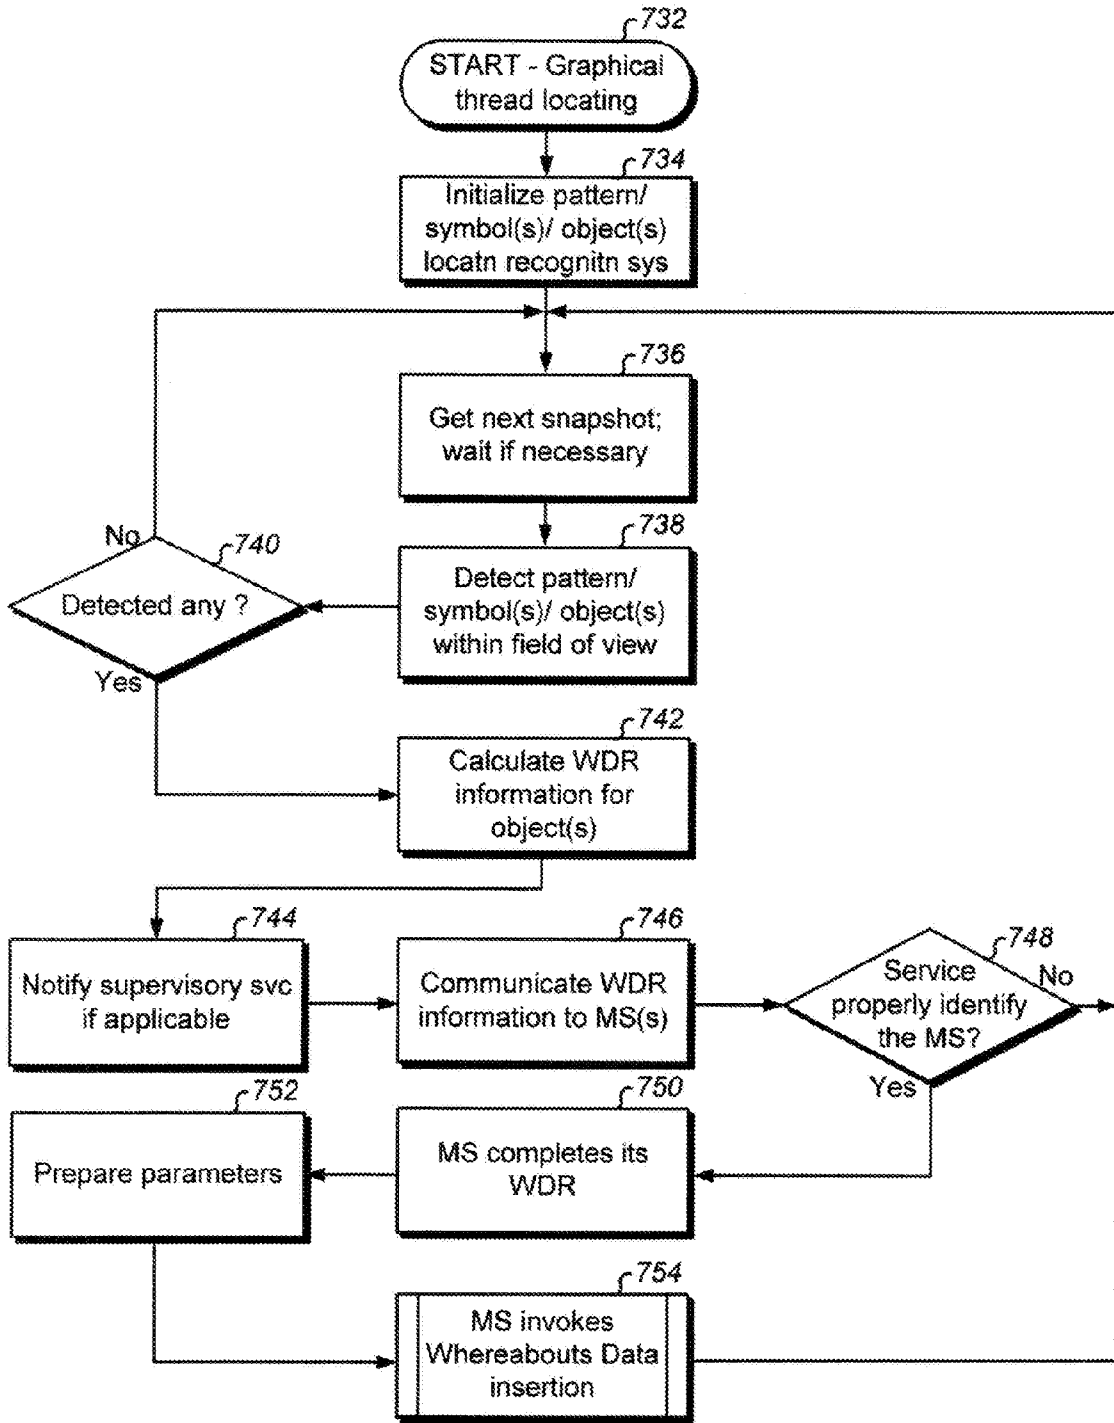 732
START - Graphical
thread locating
734
Initialize pattern/
symbol(s)/ object(s)
locatn recognitn sys
736
Get next snapshot;
wait if necessary
No
740
738
Detected any ?
Detect pattern/
symbol(s)/ object(s)
within field of view
Yes
742
Calculate WDR
information for
object(s)
744
Notify supervisory svc
if applicable
746
Communicate WDR
information to MS(s)
748
Service
properly identify
the MS?
No
Yes
750
MS completes its
WDR
752
Prepare parameters
754
MS invokes
Whereabouts Data
insertion